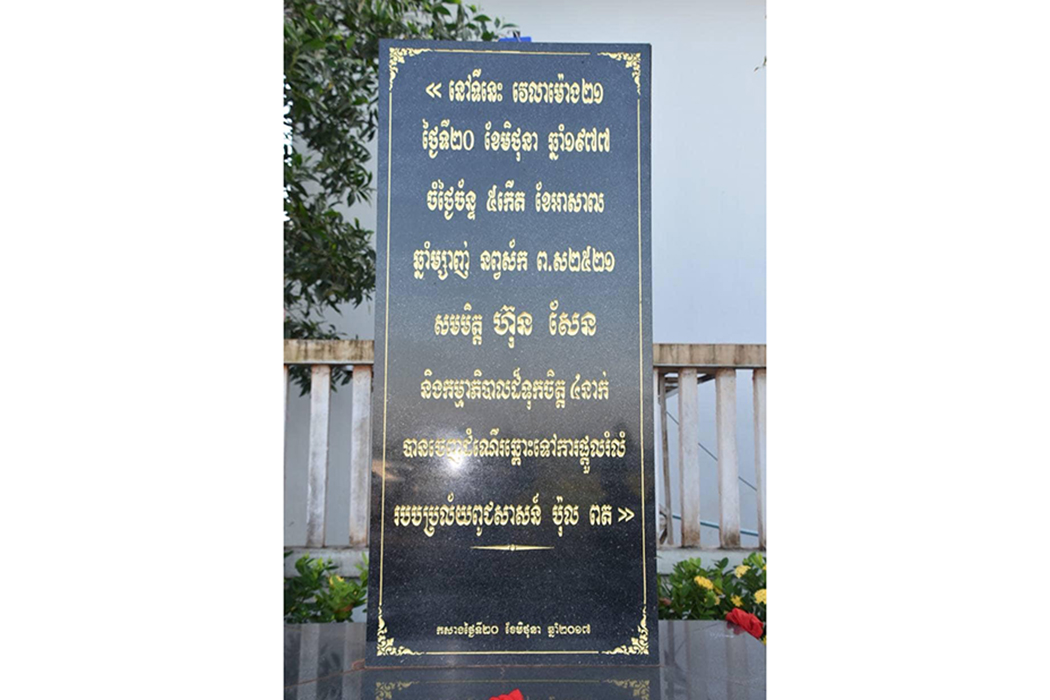 « នៅទីនេះ វេលាម៉ោង២១
ថ្ងៃទី២០ ខែមិថុនា ឆ្នាំ១៩៧៧
ចំថ្ងៃច័ន្ទ ៥កើត ខែអាសាឍ
ឆ្នាំម្សាញ់ នព្វស័ក ព.ស២៥២១
សមមិត្ត ហ៊ុន សែន
និងកម្មាភិបាលដ៏ទុកចិត្ត ៤នាក់
បានចេញដំណើរឆ្ពោះទៅការផ្ដួលរំលំ
របបប្រល័យពូជសាសន៍ ប៉ុល ពត »
កសាងថ្ងៃទី២០ ខែមិថុនា ឆ្នាំ២០១៧